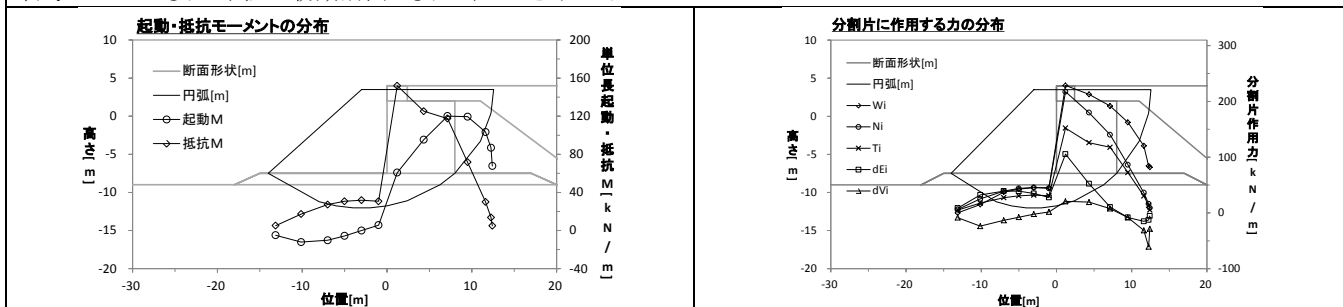 起動・抵抗モーメントの分布
10
5
0
-5
-10
-15
-20
高さ[m]
断面形状[m]
円弧[m]
起動M
抵抗M
200
160
120
80
40
0
-40
単位長起動・抵抗M[kN/m]
-30
-20
-10
0
10
20
位置[m]
分割片に作用する力の分布
10
5
0
-5
-10
-15
-20
高さ[m]
断面形状[m]
円弧[m]
Wi
Ni
Ti
dEi
dVi
300
200
100
0
-100
分割片作用力[kN/m]
-30
-20
-10
0
10
20
位置[m]